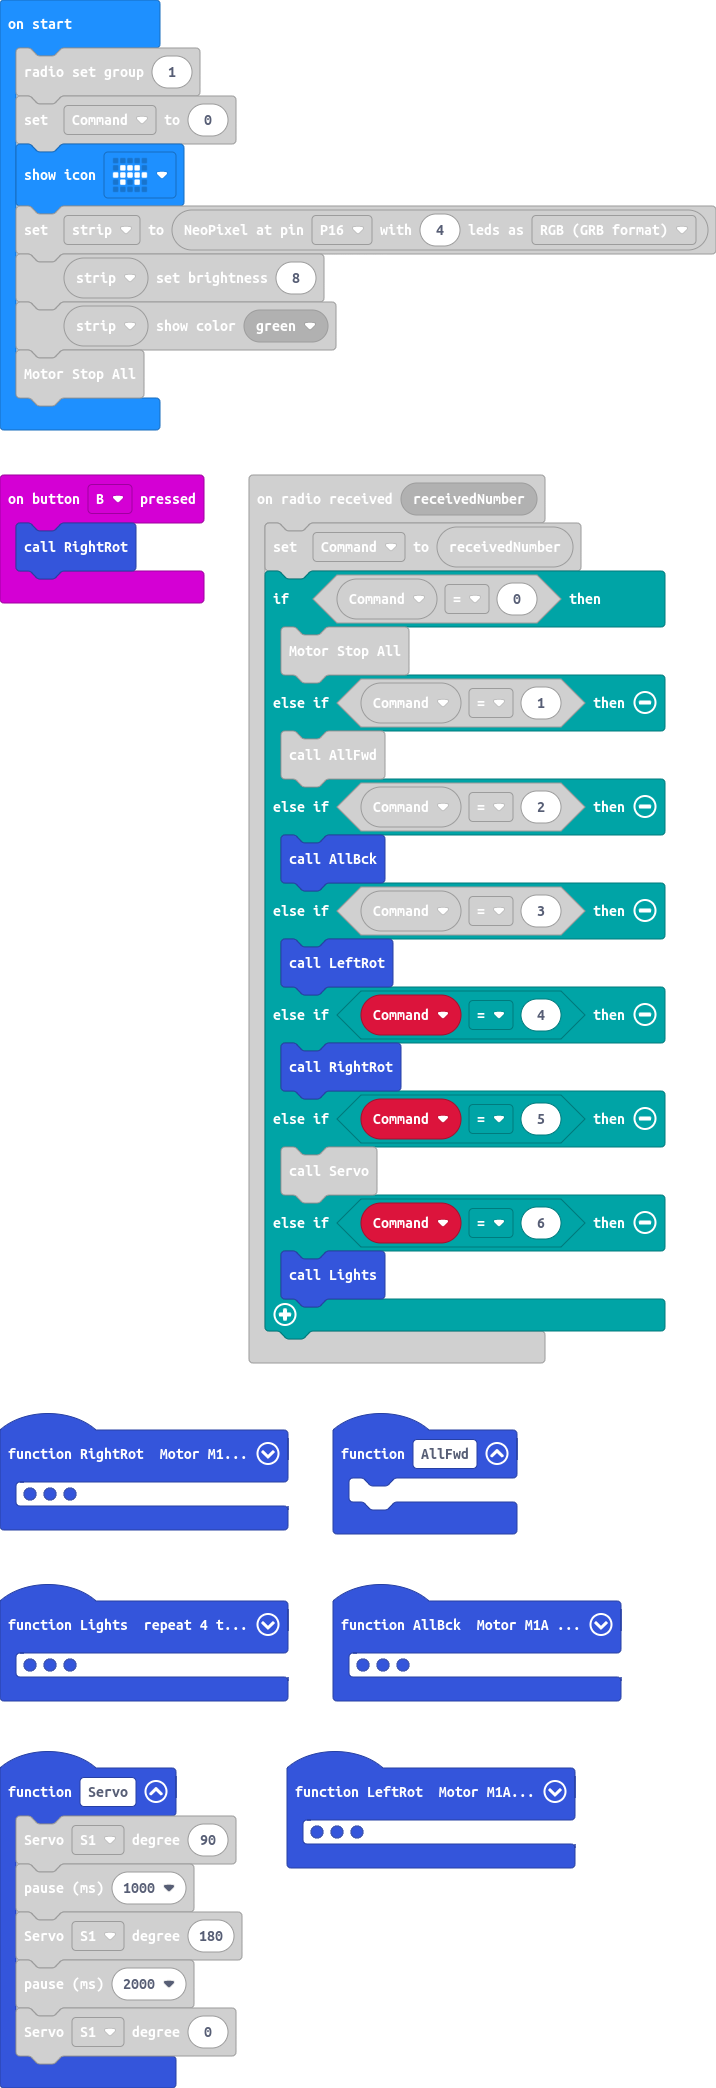 on start
radio set group 1
set Command to 0
show icon
set strip to NeoPixel at pin P16 with 4 leds as RGB (GRB format)
strip set brightness 8
strip show color green
Motor Stop All
on button B pressed
call RightRot
on radio received receivedNumber
set Command to receivedNumber
if Command = 0 then
Motor Stop All
else if Command = 1 then
call AllFwd
else if Command = 2 then
call AllBck
else if Command = 3 then
call LeftRot
else if Command = 4 then
call RightRot
else if Command = 5 then
call Servo
else if Command = 6 then
call Lights
function RightRot Motor M1...
function AllFwd
function Lights repeat 4 t...
function AllBck Motor M1A ...
function Servo
Servo S1 degree 90
pause (ms) 1000
Servo S1 degree 180
pause (ms) 2000
Servo S1 degree 0
function LeftRot Motor M1A...